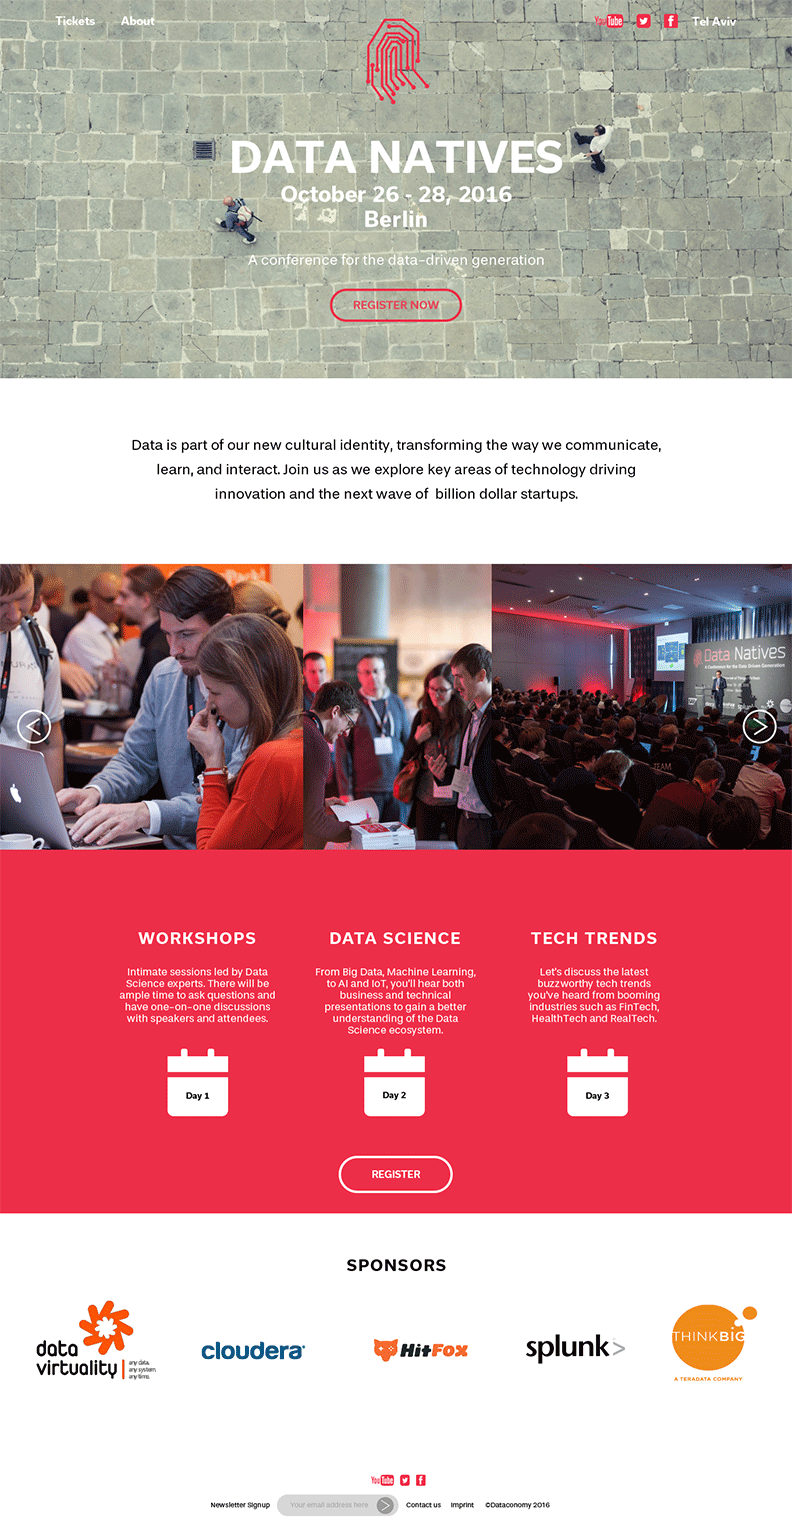 Tickets About YouTube Tel Aviv
DATA NATIVES
October 26 - 28, 2016
Berlin
A conference for the data-driven generation
REGISTER NOW
Data is part of our new cultural identity, transforming the way we communicate,
learn, and interact. Join us as we explore key areas of technology driving
innovation and the next wave of billion dollar startups.
Data Natives
A Conference for the Data Driven Generation
TEAM
WORKSHOPS
Intimate sessions led by Data
Science experts. There will be
ample time to ask questions and
have one-on-one discussions
with speakers and attendees.
Day 1
DATA SCIENCE
From Big Data, Machine Learning,
to AI and IoT, you'll hear both
business and technical
presentations to gain a better
understanding of the Data
Science ecosystem.
Day 2
TECH TRENDS
Let's discuss the latest
buzzworthy tech trends
you've heard from booming
industries such as FinTech,
HealthTech and RealTech.
Day 3
REGISTER
SPONSORS
data
virtuality
any data.
any system.
any time.
cloudera
HitFox
splunk>
THINK BIG
A TERADATA COMPANY
YouTube
Newsletter Signup Your email address here Contact us Imprint ©Dataconomy 2016